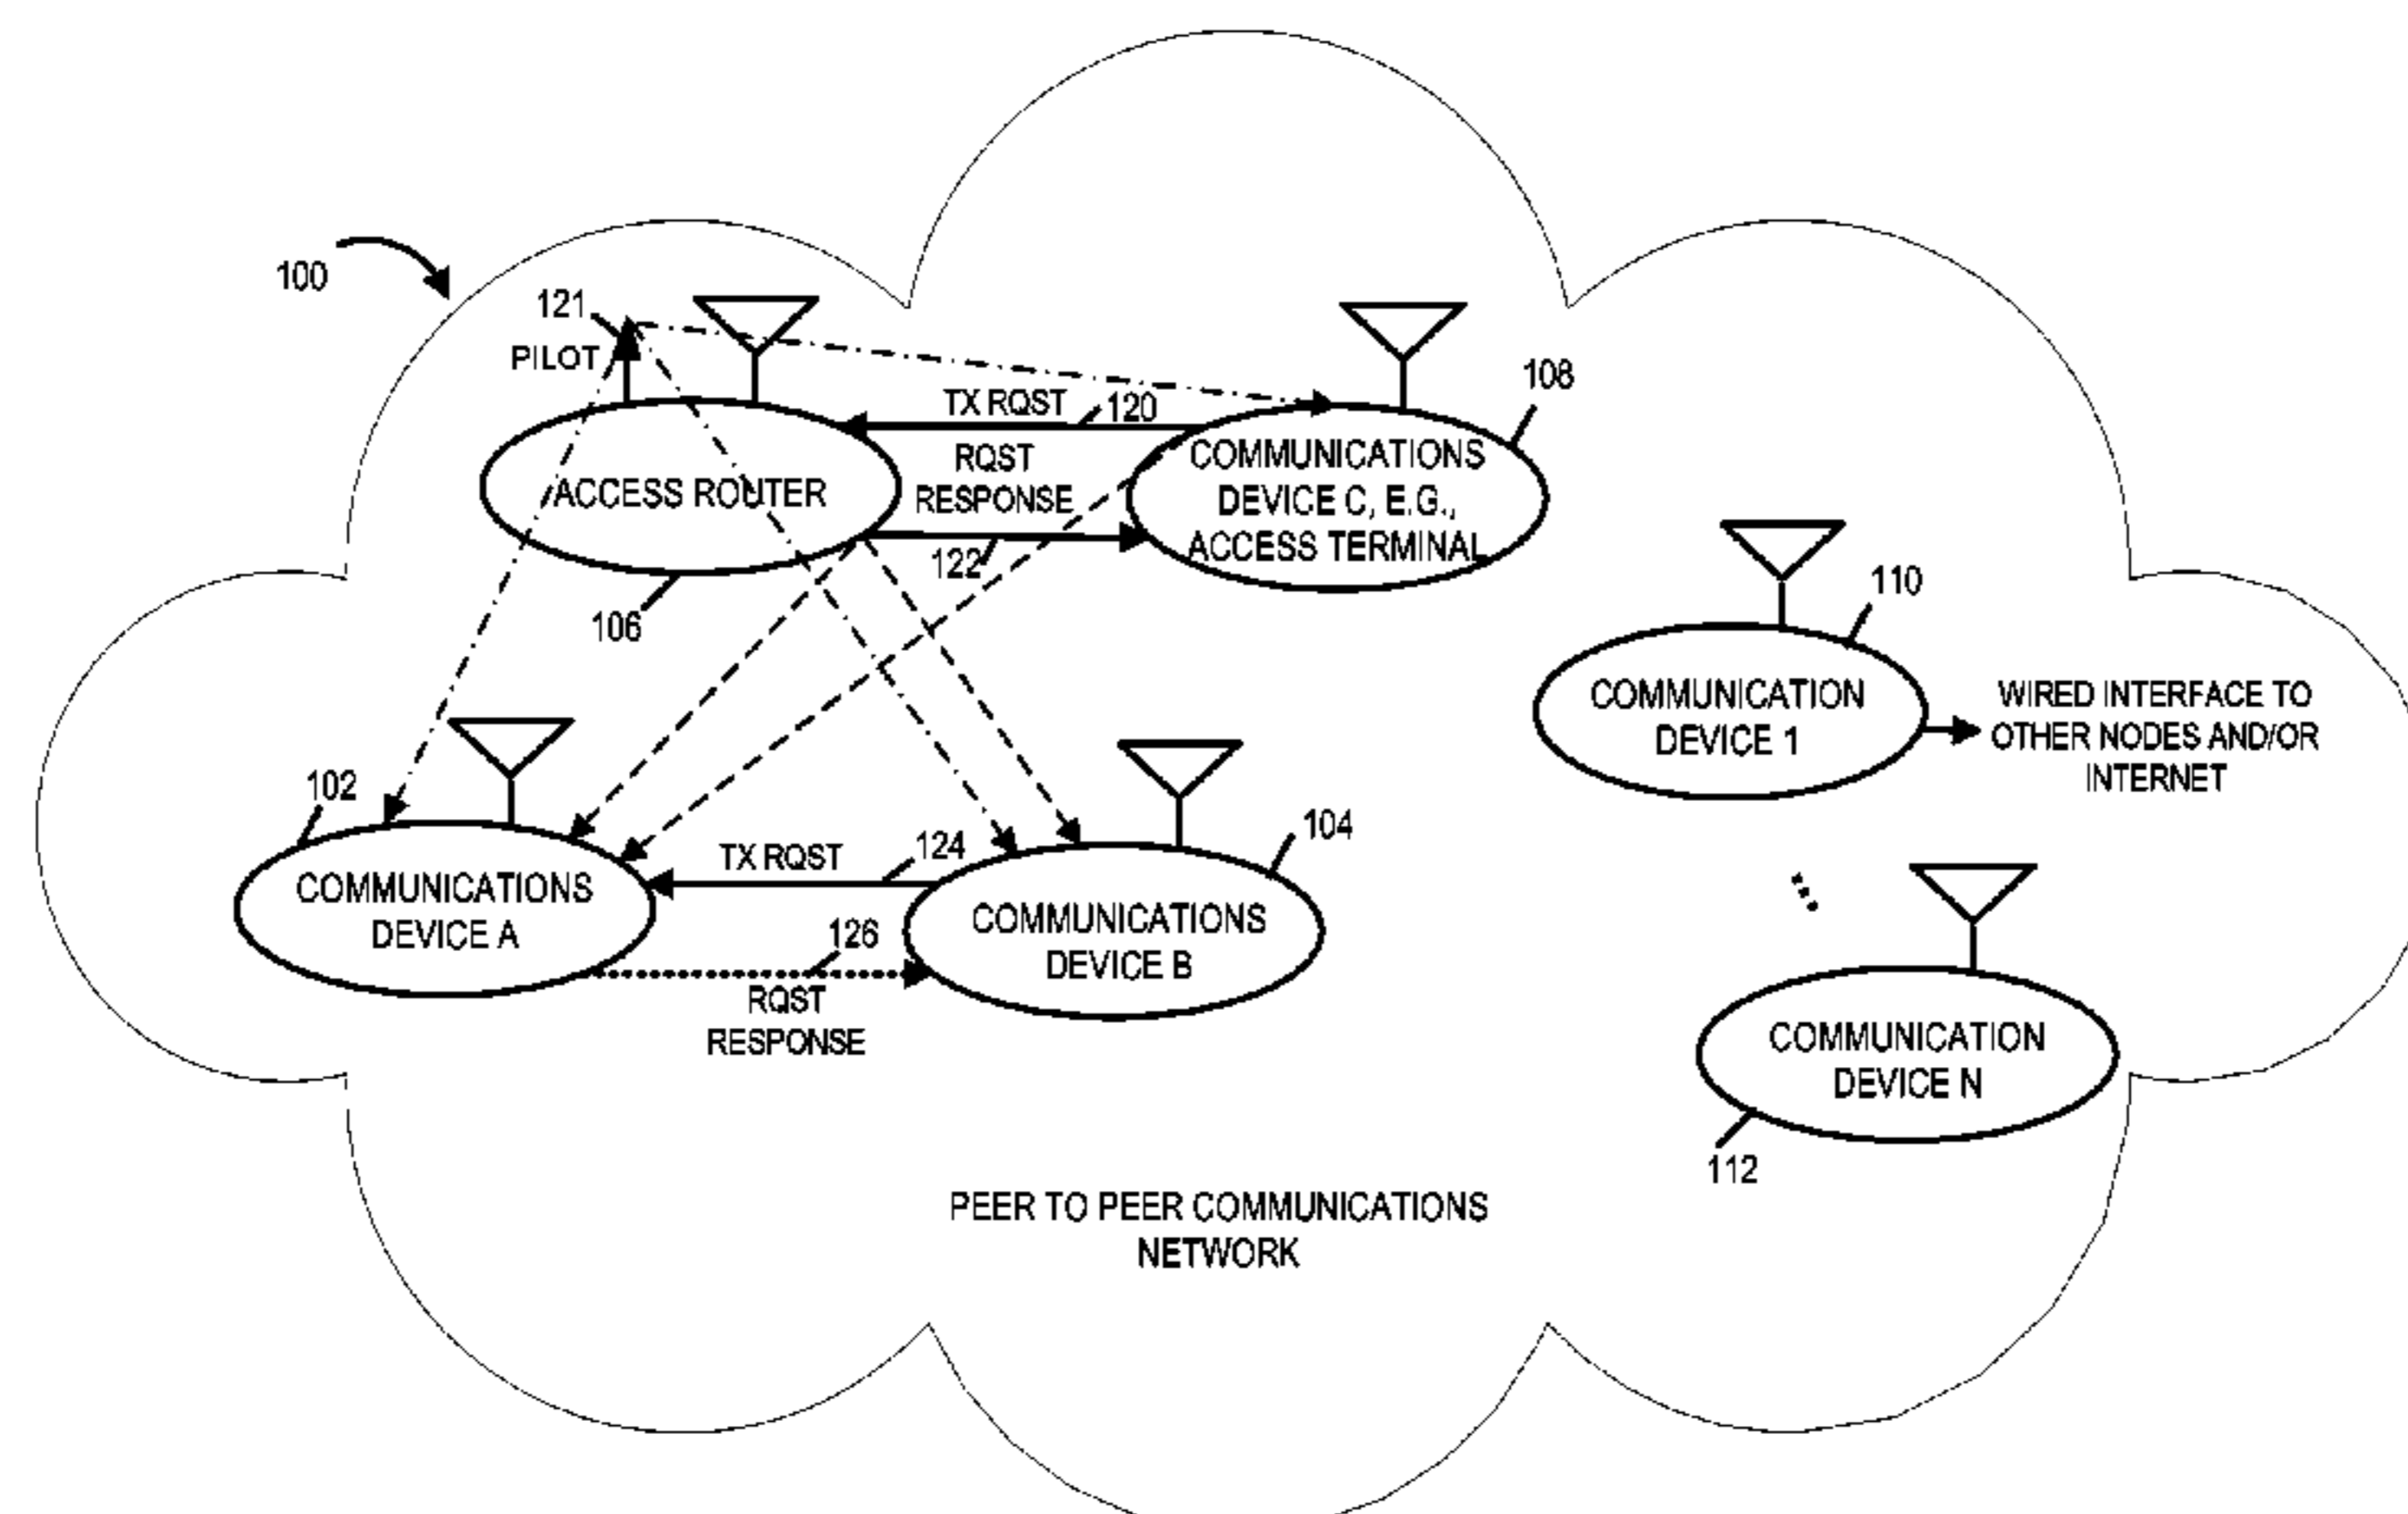 100
121
PILOT
108
TX RQST
120
RQST
RESPONSE
122
ACCESS ROUTER
106
COMMUNICATIONS
DEVICE C, E.G.,
ACCESS TERMINAL
110
COMMUNICATION
DEVICE 1
WIRED INTERFACE TO
OTHER NODES AND/OR
INTERNET
102
COMMUNICATIONS
DEVICE A
TX RQST
124
126
RQST
RESPONSE
104
COMMUNICATIONS
DEVICE B
COMMUNICATION
DEVICE N
112
PEER TO PEER COMMUNICATIONS
NETWORK